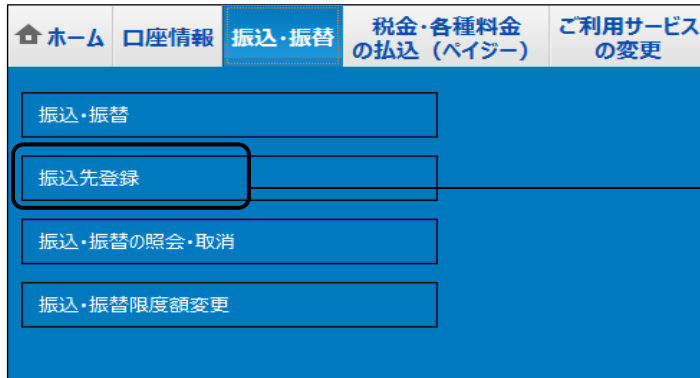 ホーム
口座情報
振込・振替
税金・各種料金
の払込（ペイジー）
ご利用サービス
の変更
振込・振替
振込先登録
振込・振替の照会・取消
振込・振替限度額変更